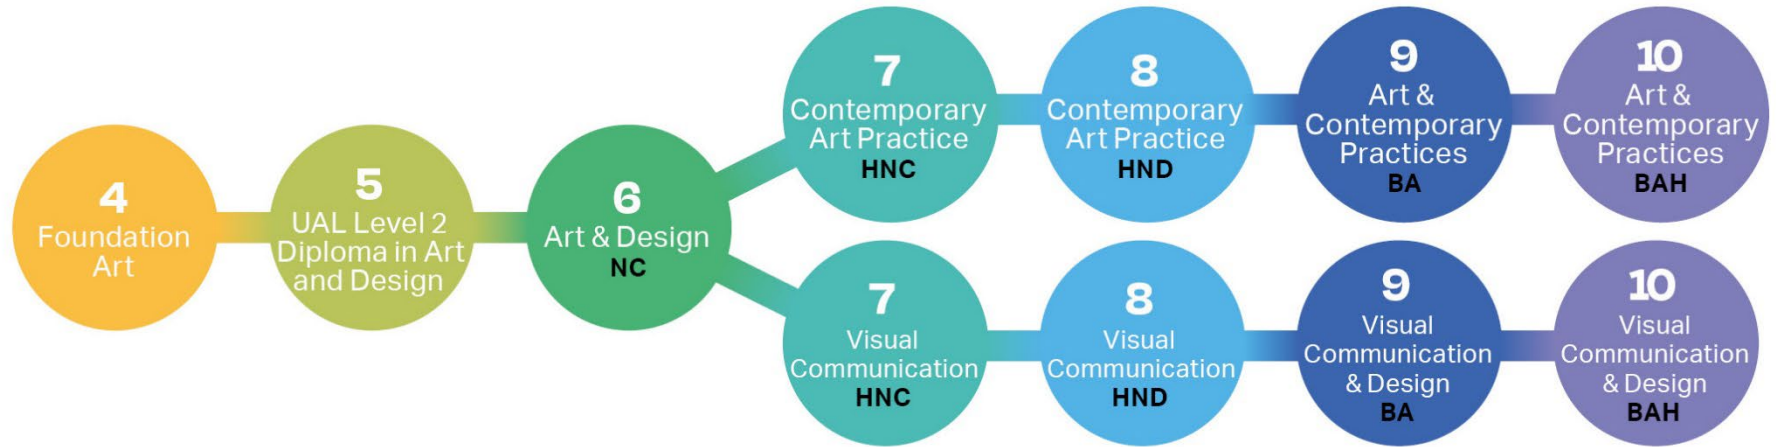 4
Foundation
Art
5
UAL Level 2
Diploma in Art
and Design
6
Art & Design
NC
7
Contemporary
Art Practice
HNC
8
Contemporary
Art Practice
HND
9
Art &
Contemporary
Practices
BA
10
Art &
Contemporary
Practices
BAH
7
Visual
Communication
HNC
8
Visual
Communication
HND
9
Visual
Communication
& Design
BA
10
Visual
Communication
& Design
BAH